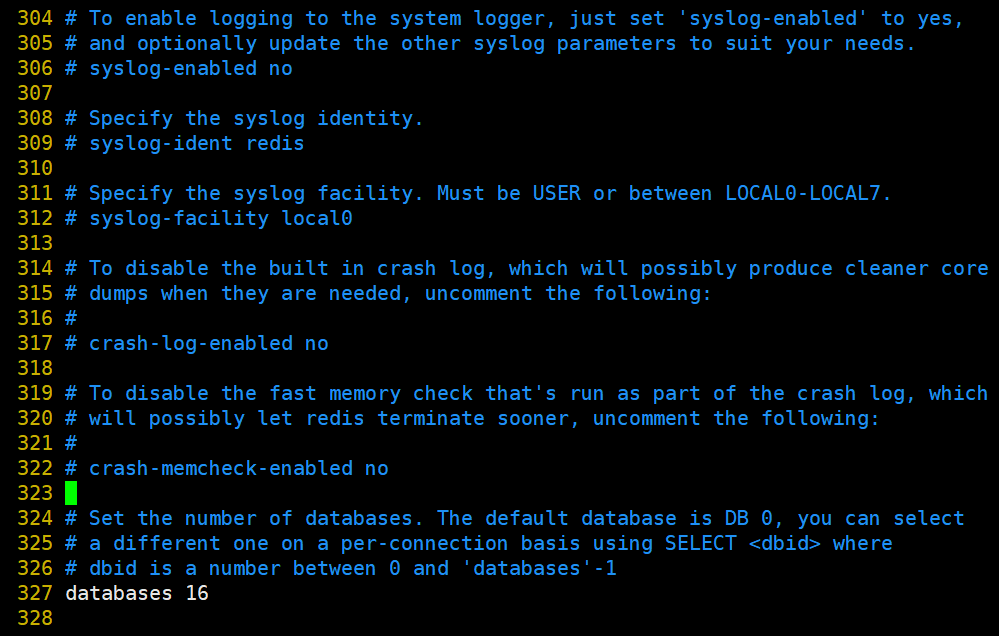 304 # To enable logging to the system logger, just set 'syslog-enabled' to yes,
305 # and optionally update the other syslog parameters to suit your needs.
306 # syslog-enabled no
307
308 # Specify the syslog identity.
309 # syslog-ident redis
310
311 # Specify the syslog facility. Must be USER or between LOCAL0-LOCAL7.
312 # syslog-facility local0
313
314 # To disable the built in crash log, which will possibly produce cleaner core
315 # dumps when they are needed, uncomment the following:
316 #
317 # crash-log-enabled no
318
319 # To disable the fast memory check that's run as part of the crash log, which
320 # will possibly let redis terminate sooner, uncomment the following:
321 #
322 # crash-memcheck-enabled no
323
324 # Set the number of databases. The default database is DB 0, you can select
325 # a different one on a per-connection basis using SELECT <dbid> where
326 # dbid is a number between 0 and 'databases'-1
327 databases 16
328